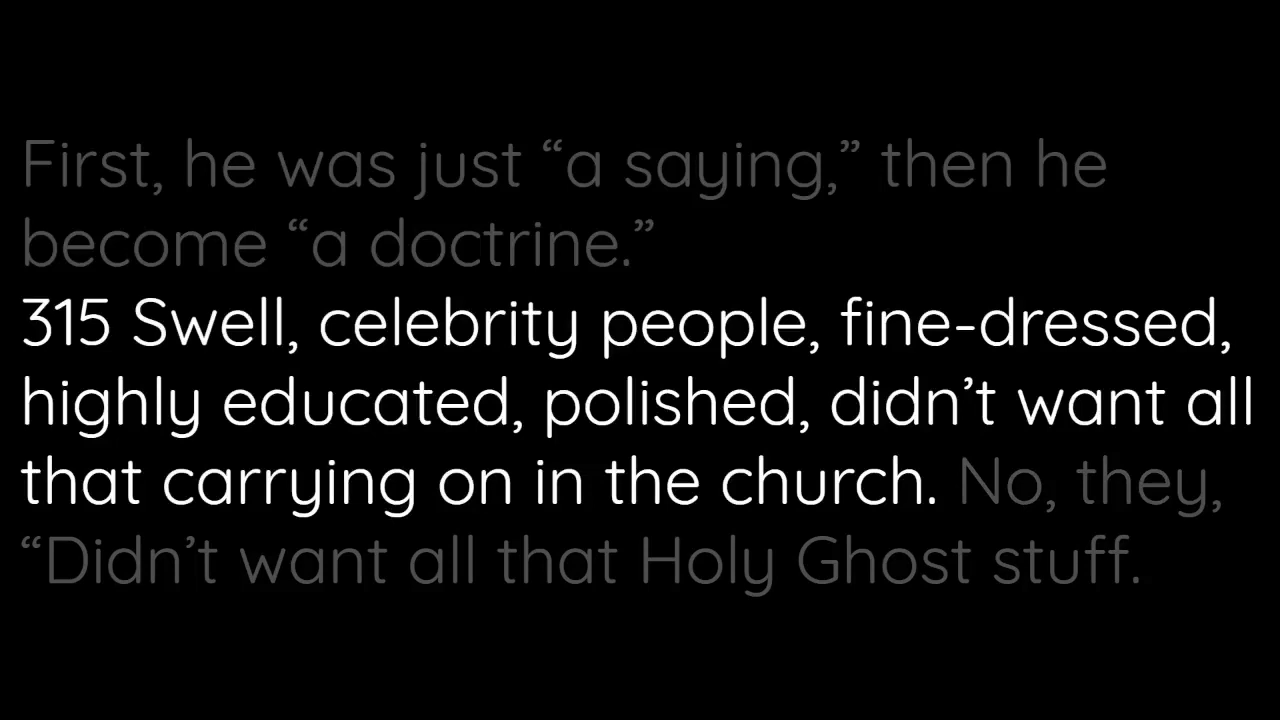 First, he was just “a saying,” then he
become “a doctrine.”
315 Swell, celebrity people, fine-dressed,
highly educated, polished, didn’t want all
that carrying on in the church. No, they,
“Didn’t want all that Holy Ghost stuff.